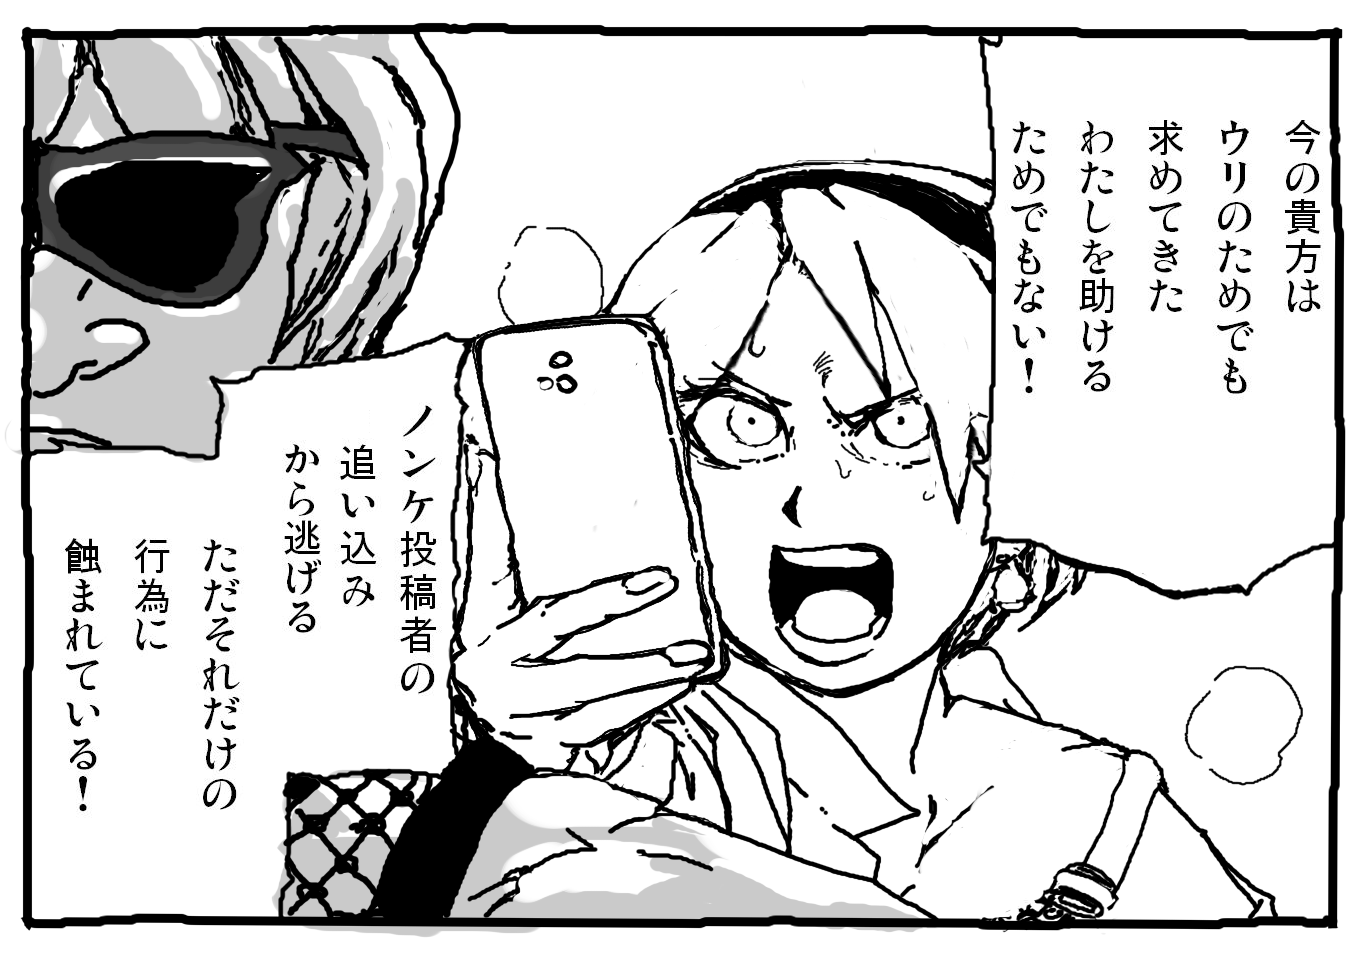 今の貴方は
ウリのためでも
求めてきた
わたしを助ける
ためでもない！
ノンケ投稿者の
追い込み
から逃げる
ただそれだけの
行為に
蝕まれている！